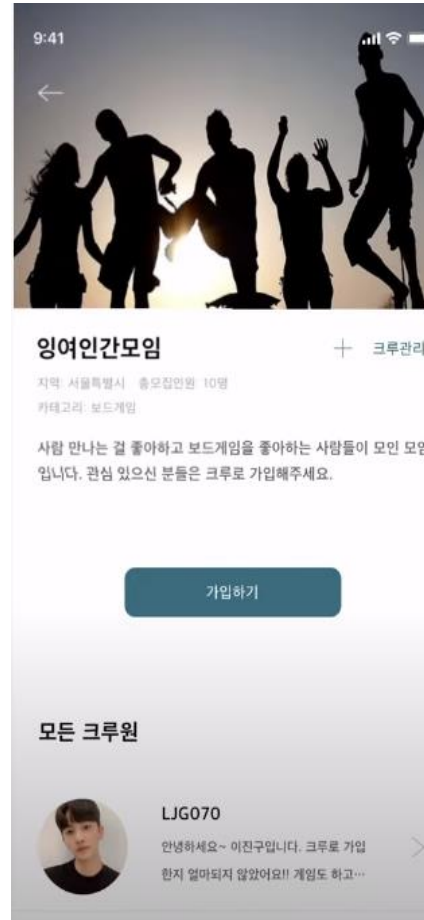 9:41
잉여인간모임
크루관리
지역: 서울특별시 총모집인원: 10명
카테고리: 보드게임
사람 만나는 걸 좋아하고 보드게임을 좋아하는 사람들이 모인 모임
입니다. 관심 있으신 분들은 크루로 가입해주세요.
가입하기
모든 크루원
LJG070
안녕하세요~ 이진구입니다. 크루로 가입
한지 얼마되지 않았어요!! 게임도 하고…